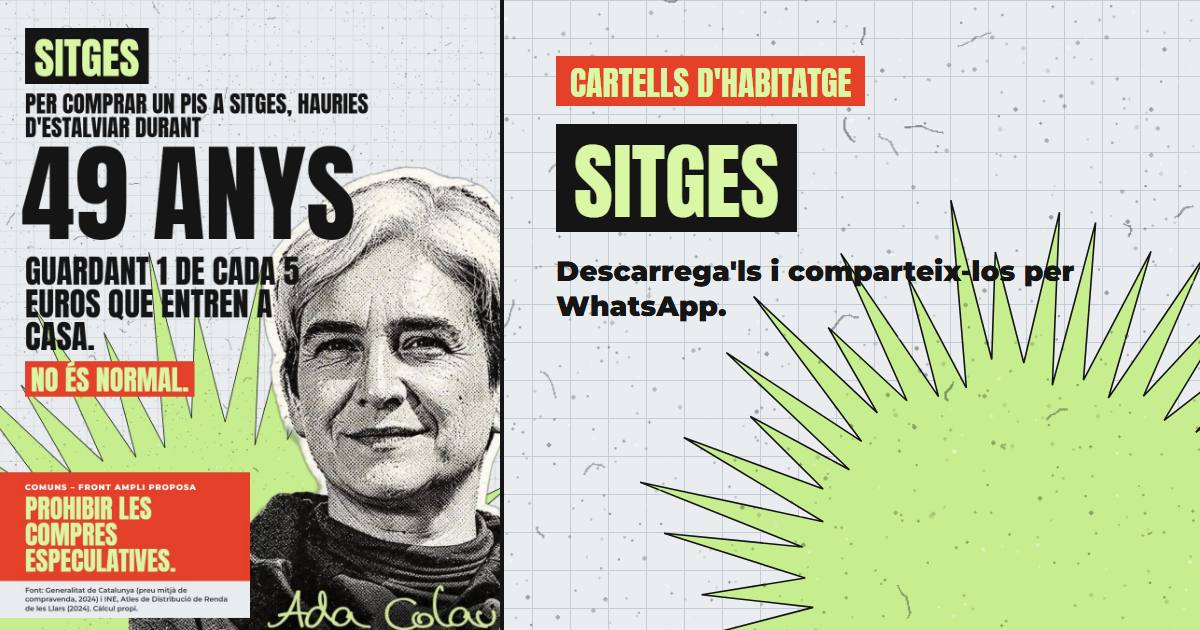 SITGES
PER COMPRAR UN PIS A SITGES, HAURIES
D'ESTALVIAR DURANT
49 ANYS
GUARDANT 1 DE CADA 5
EUROS QUE ENTREN A
CASA.
NO ÉS NORMAL.
COMUNS – FRONT AMPLI PROPOSA
PROHIBIR LES
COMPRES
ESPECULATIVES.
Font: Generalitat de Catalunya (preu mitjà de
compravenda, 2024) i INE, Atles de Distribució de Renda
de les Llars (2024). Càlcul propi.
Ada Colau
CARTELLS D'HABITATGE
SITGES
Descarrega'ls i comparteix-los per
WhatsApp.